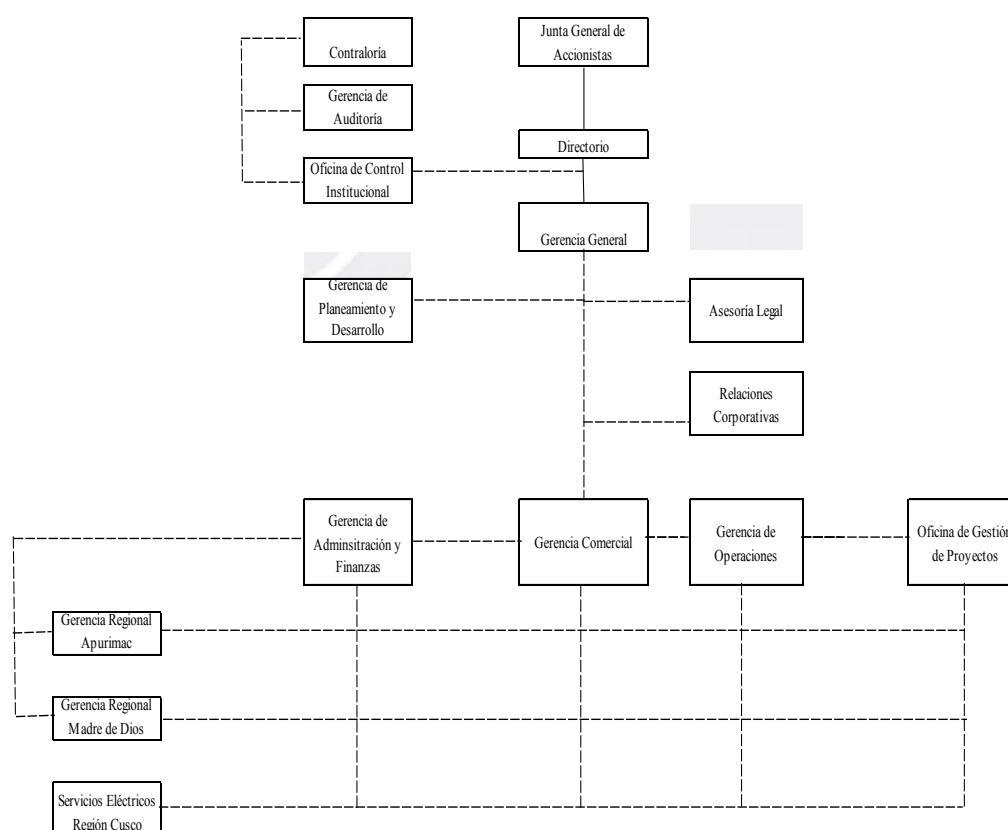 Contraloría
Junta General de
Accionistas
Gerencia de
Auditoría
Directorio
Oficina de Control
Institucional
Gerencia General
Gerencia de
Planeamiento y
Desarrollo
Asesoría Legal
Relaciones
Corporativas
Gerencia de
Adminsitración y
Finanzas
Gerencia Comercial
Gerencia de
Operaciones
Oficina de Gestión
de Proyectos
Gerencia Regional
Apurimac
Gerencia Regional
Madre de Dios
Servicios Eléctricos
Región Cusco